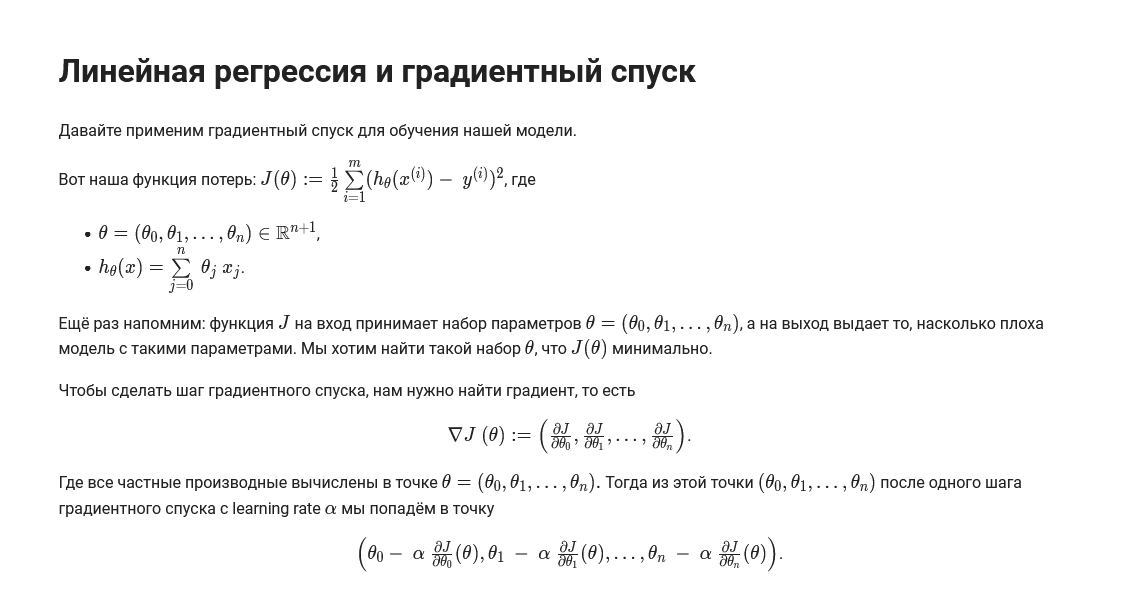 Линейная регрессия и градиентный спуск
Давайте применим градиентный спуск для обучения нашей модели.
Вот наша функция потерь: $J(\theta) := \frac{1}{2} \sum\limits_{i=1}^{m} (h_\theta(x^{(i)}) - y^{(i)})^2$, где
• $\theta = (\theta_0, \theta_1, \ldots, \theta_n) \in \mathbb{R}^{n+1}$,
• $h_\theta(x) = \sum\limits_{j=0}^{n} \theta_j \, x_j$.
Ещё раз напомним: функция $J$ на вход принимает набор параметров $\theta = (\theta_0, \theta_1, \ldots, \theta_n)$, а на выход выдает то, насколько плоха
модель с такими параметрами. Мы хотим найти такой набор $\theta$, что $J(\theta)$ минимально.
Чтобы сделать шаг градиентного спуска, нам нужно найти градиент, то есть
$\nabla J \, (\theta) := \left( \frac{\partial J}{\partial \theta_0}, \frac{\partial J}{\partial \theta_1}, \ldots, \frac{\partial J}{\partial \theta_n} \right).$
Где все частные производные вычислены в точке $\theta = (\theta_0, \theta_1, \ldots, \theta_n).$ Тогда из этой точки $(\theta_0, \theta_1, \ldots, \theta_n)$ после одного шага
градиентного спуска с learning rate $\alpha$ мы попадём в точку
$\left( \theta_0 - \alpha \, \frac{\partial J}{\partial \theta_0}(\theta), \theta_1 - \alpha \, \frac{\partial J}{\partial \theta_1}(\theta), \ldots, \theta_n - \alpha \, \frac{\partial J}{\partial \theta_n}(\theta) \right).$